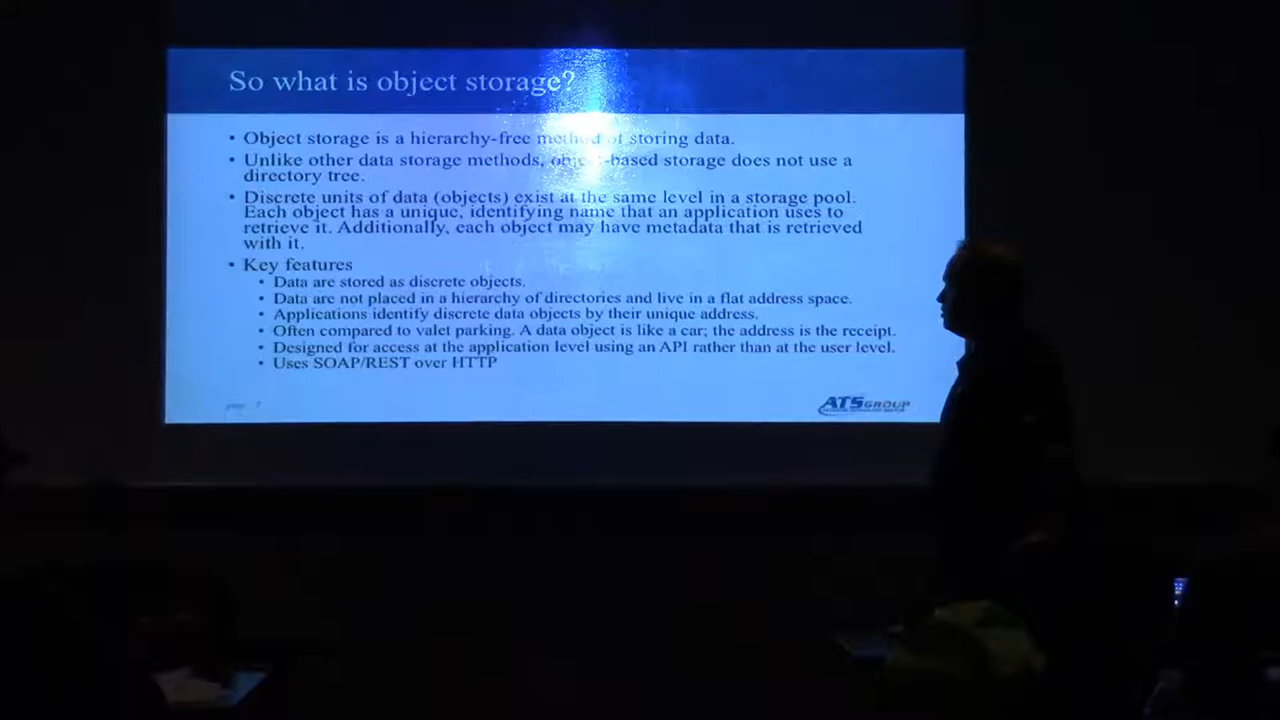 So what is object storage?
• Object storage is a hierarchy-free method of storing data.
• Unlike other data storage methods, object-based storage does not use a
directory tree.
• Discrete units of data (objects) exist at the same level in a storage pool.
Each object has a unique, identifying name that an application uses to
retrieve it. Additionally, each object may have metadata that is retrieved
with it.
• Key features
• Data are stored as discrete objects.
• Data are not placed in a hierarchy of directories and live in a flat address space.
• Applications identify discrete data objects by their unique address.
• Often compared to valet parking. A data object is like a car; the address is the receipt.
• Designed for access at the application level using an API rather than at the user level.
• Uses SOAP/REST over HTTP
ATS GROUP